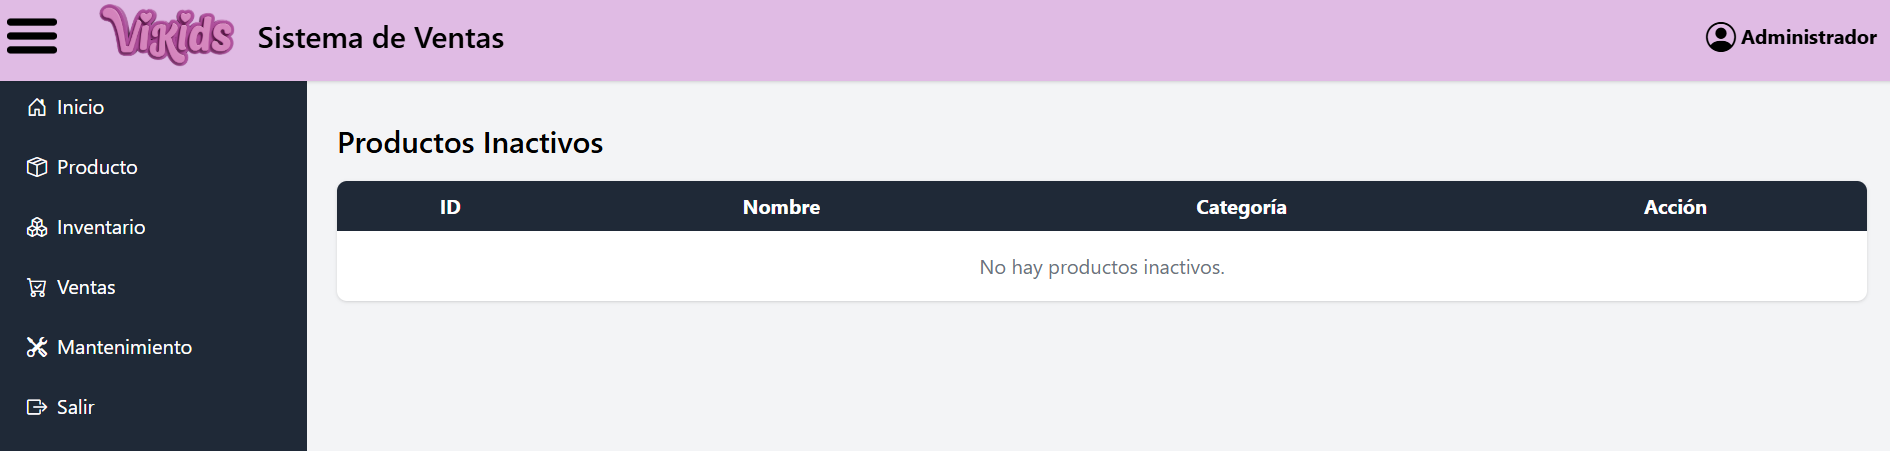 ViKids Sistema de Ventas Administrador
Inicio
Producto
Inventario
Ventas
Mantenimiento
Salir
Productos Inactivos
ID Nombre Categoría Acción
No hay productos inactivos.